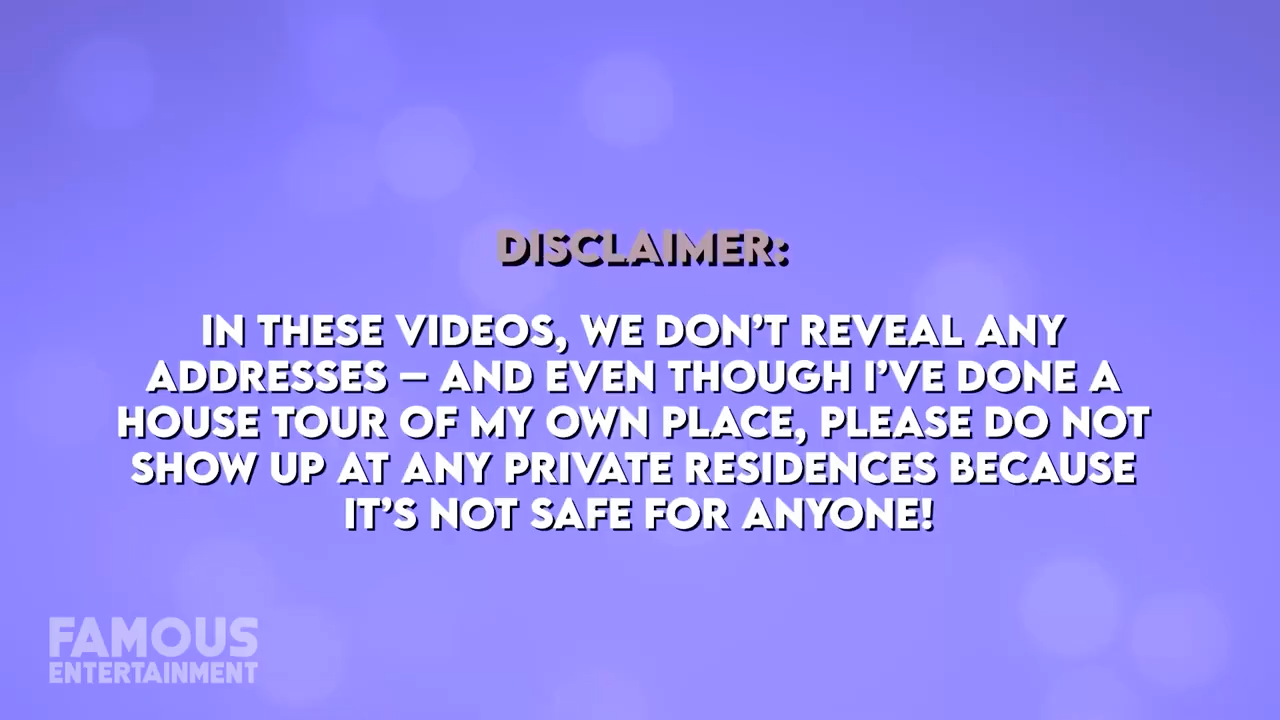 DISCLAIMER:
IN THESE VIDEOS, WE DON'T REVEAL ANY
ADDRESSES – AND EVEN THOUGH I'VE DONE A
HOUSE TOUR OF MY OWN PLACE, PLEASE DO NOT
SHOW UP AT ANY PRIVATE RESIDENCES BECAUSE
IT'S NOT SAFE FOR ANYONE!
FAMOUS
ENTERTAINMENT